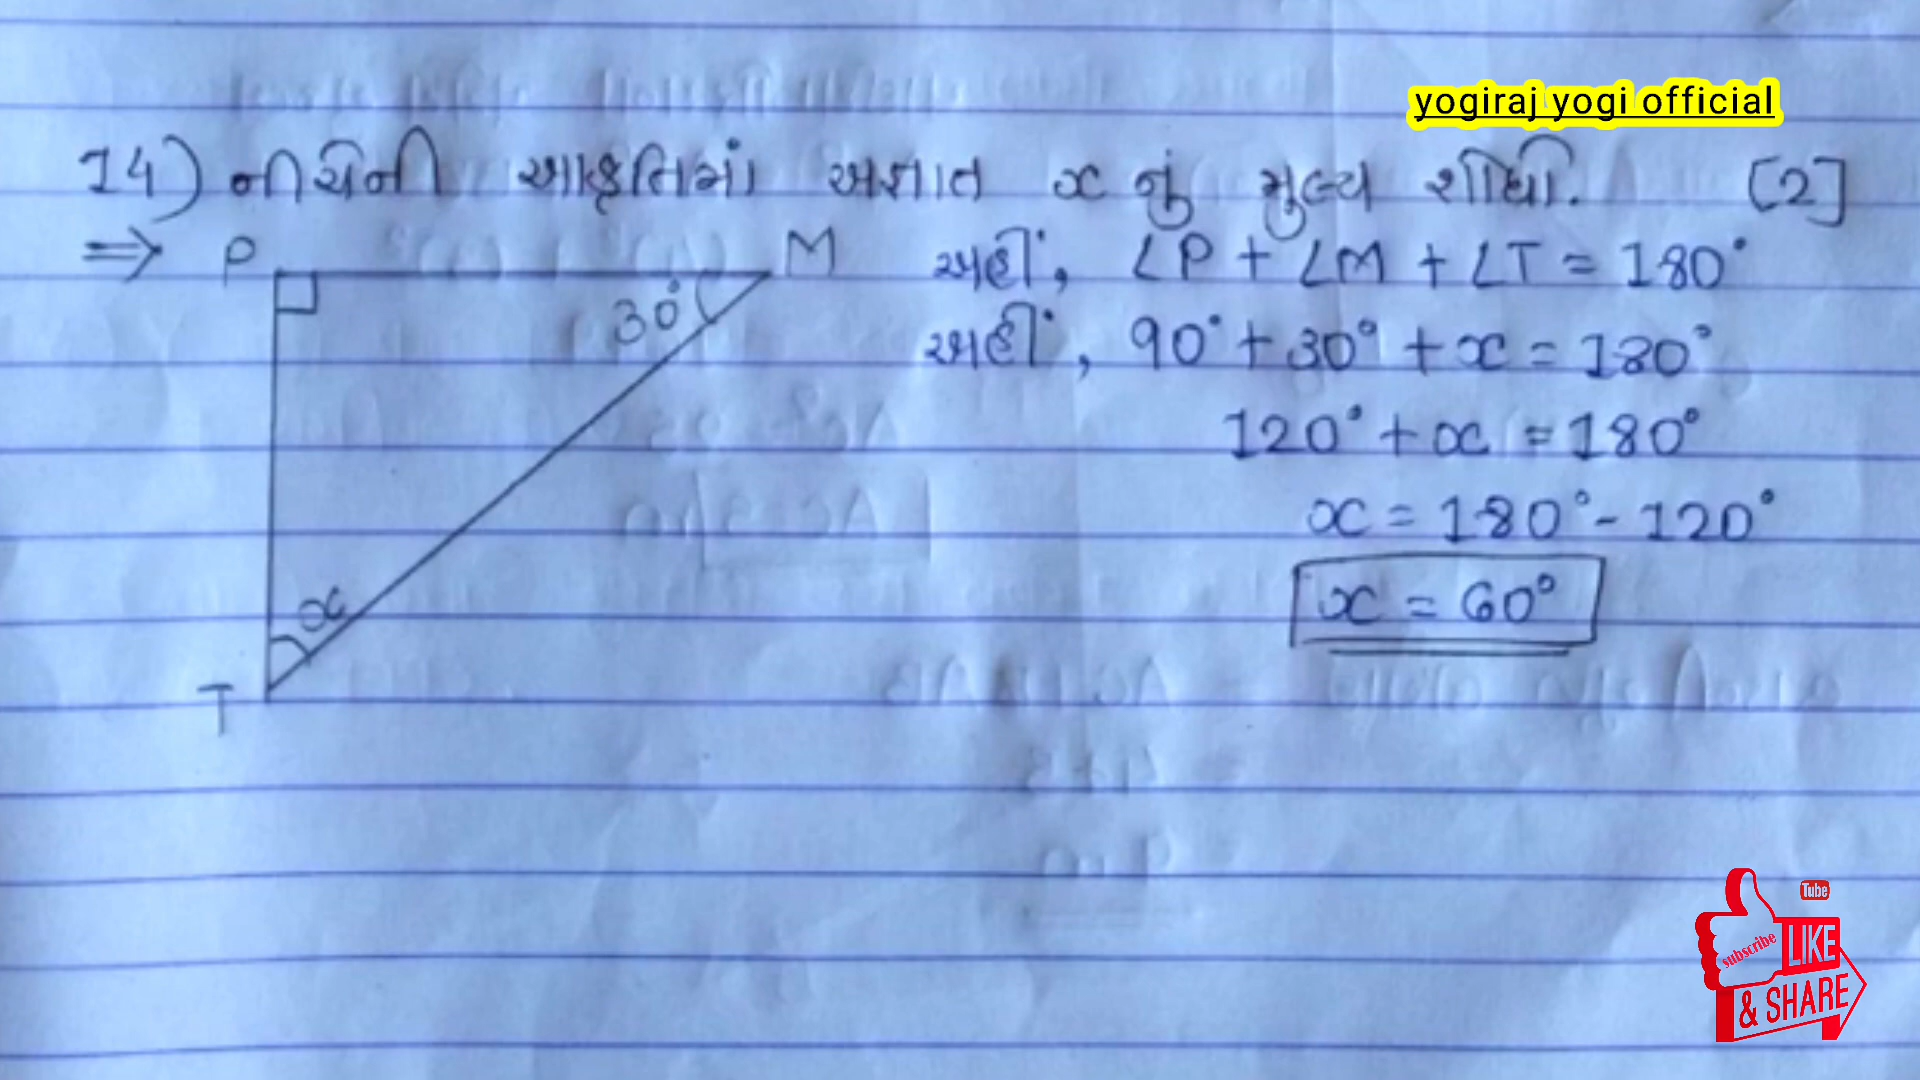 yogiraj yogi official
14) નીચેની આકૃતિમાં અજ્ઞાત x નું મુલ્ય શોધો. [2]
⇒ P M 30° x T
અહીં, ∠P + ∠M + ∠T = 180°
અહીં, 90° + 30° + x = 180°
120° + x = 180°
x = 180° - 120°
x = 60°
Tube
subscribe LIKE
& SHARE